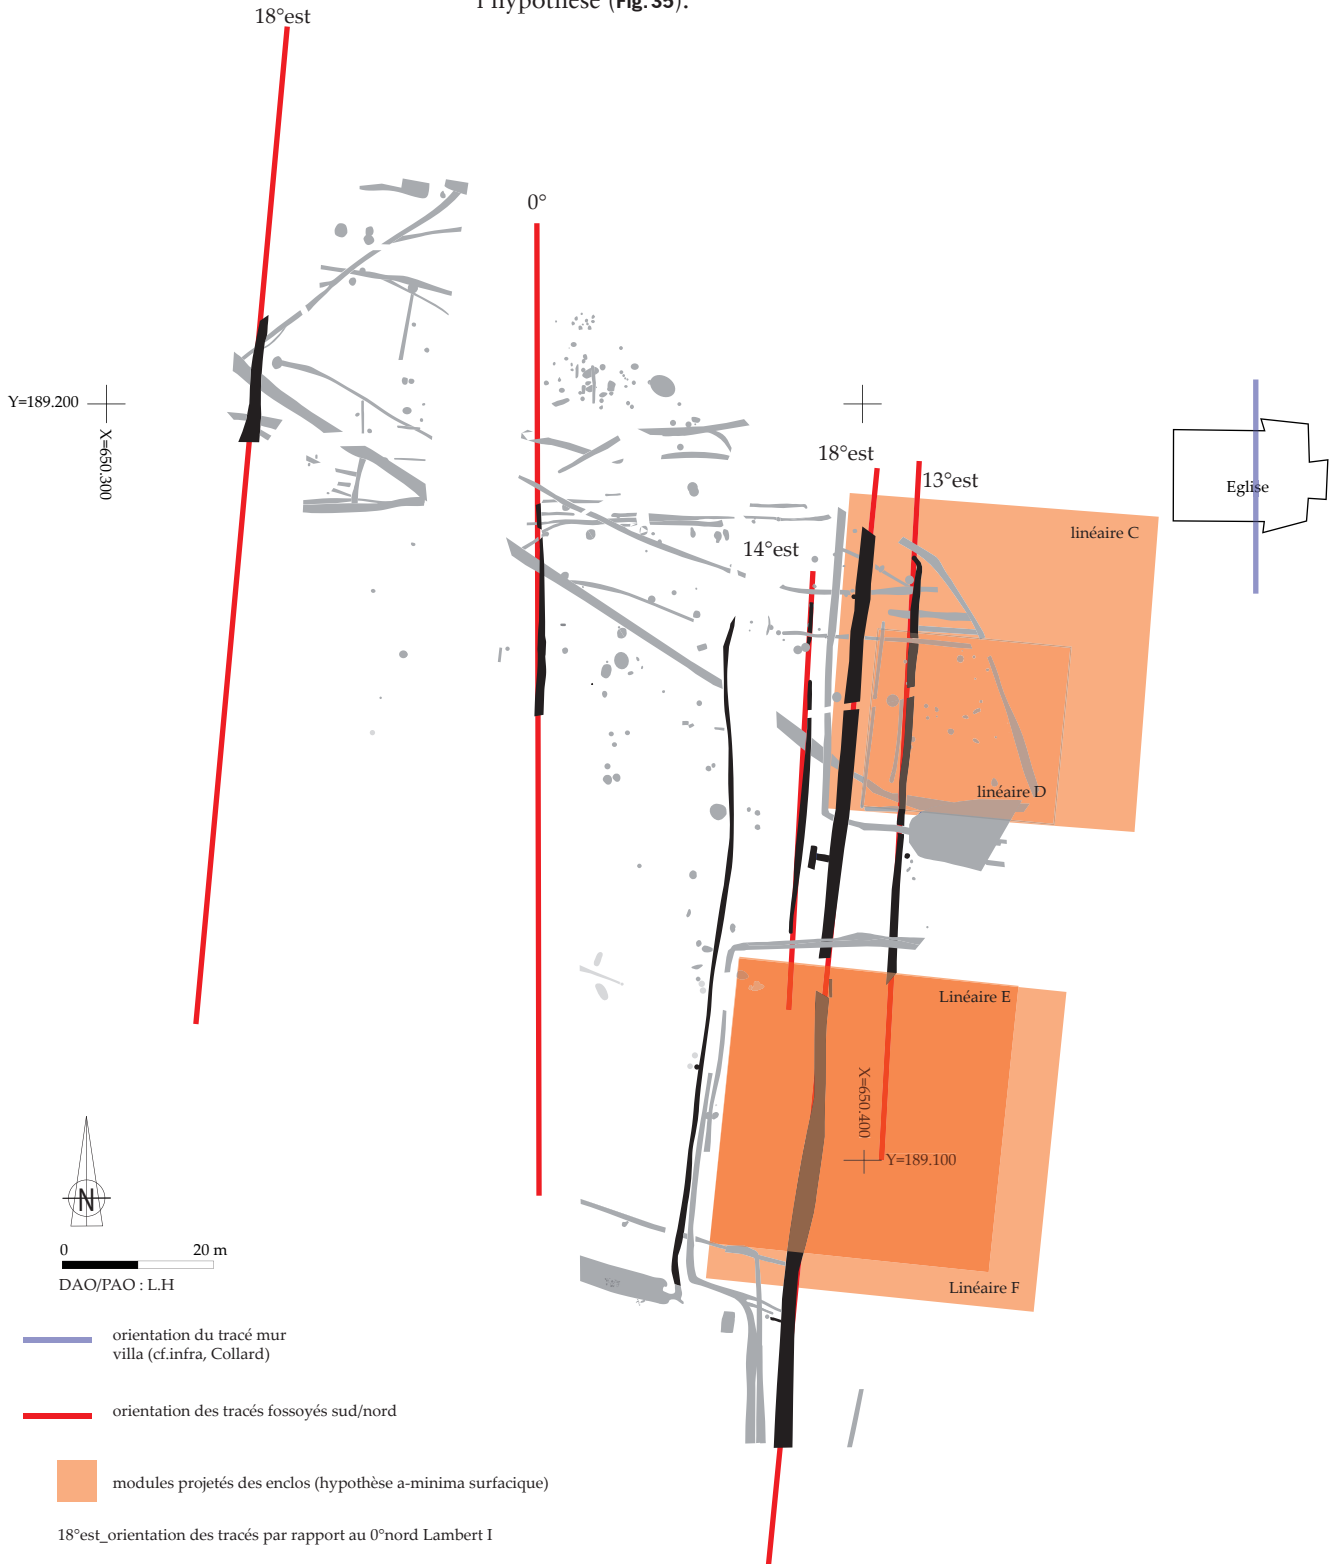 l'hypothèse (Fig. 35).
18°est
0°
Y=189.200
X=650.300
18°est
13°est
Eglise
linéaire C
14°est
linéaire D
Linéaire E
X=650.400
Y=189.100
N
0 20 m
Linéaire F
DAO/PAO : L.H
orientation du tracé mur
villa (cf.infra, Collard)
orientation des tracés fossoyés sud/nord
modules projetés des enclos (hypothèse a-minima surfacique)
18°est_orientation des tracés par rapport au 0°nord Lambert I